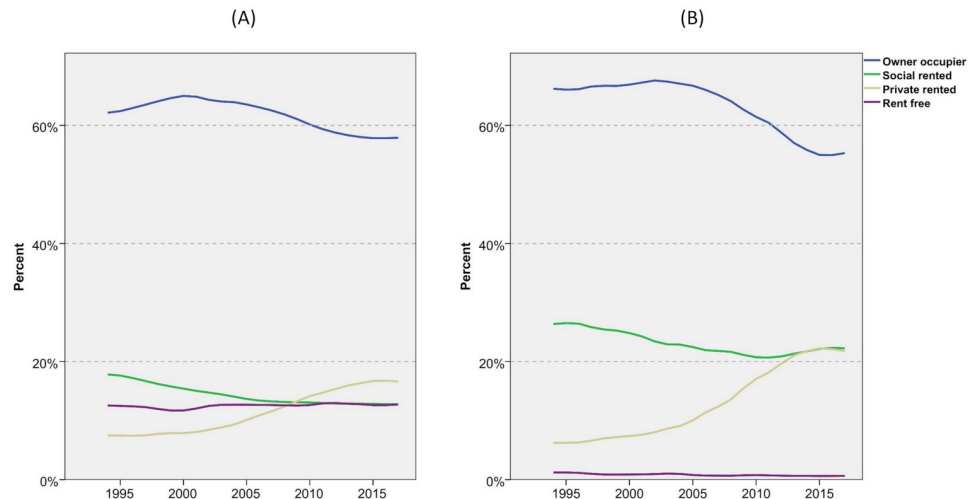 (A)
(B)
Owner occupier
Social rented
Private rented
Rent free
Percent
60%
40%
20%
0%
1995 2000 2005 2010 2015
Percent
60%
40%
20%
0%
1995 2000 2005 2010 2015